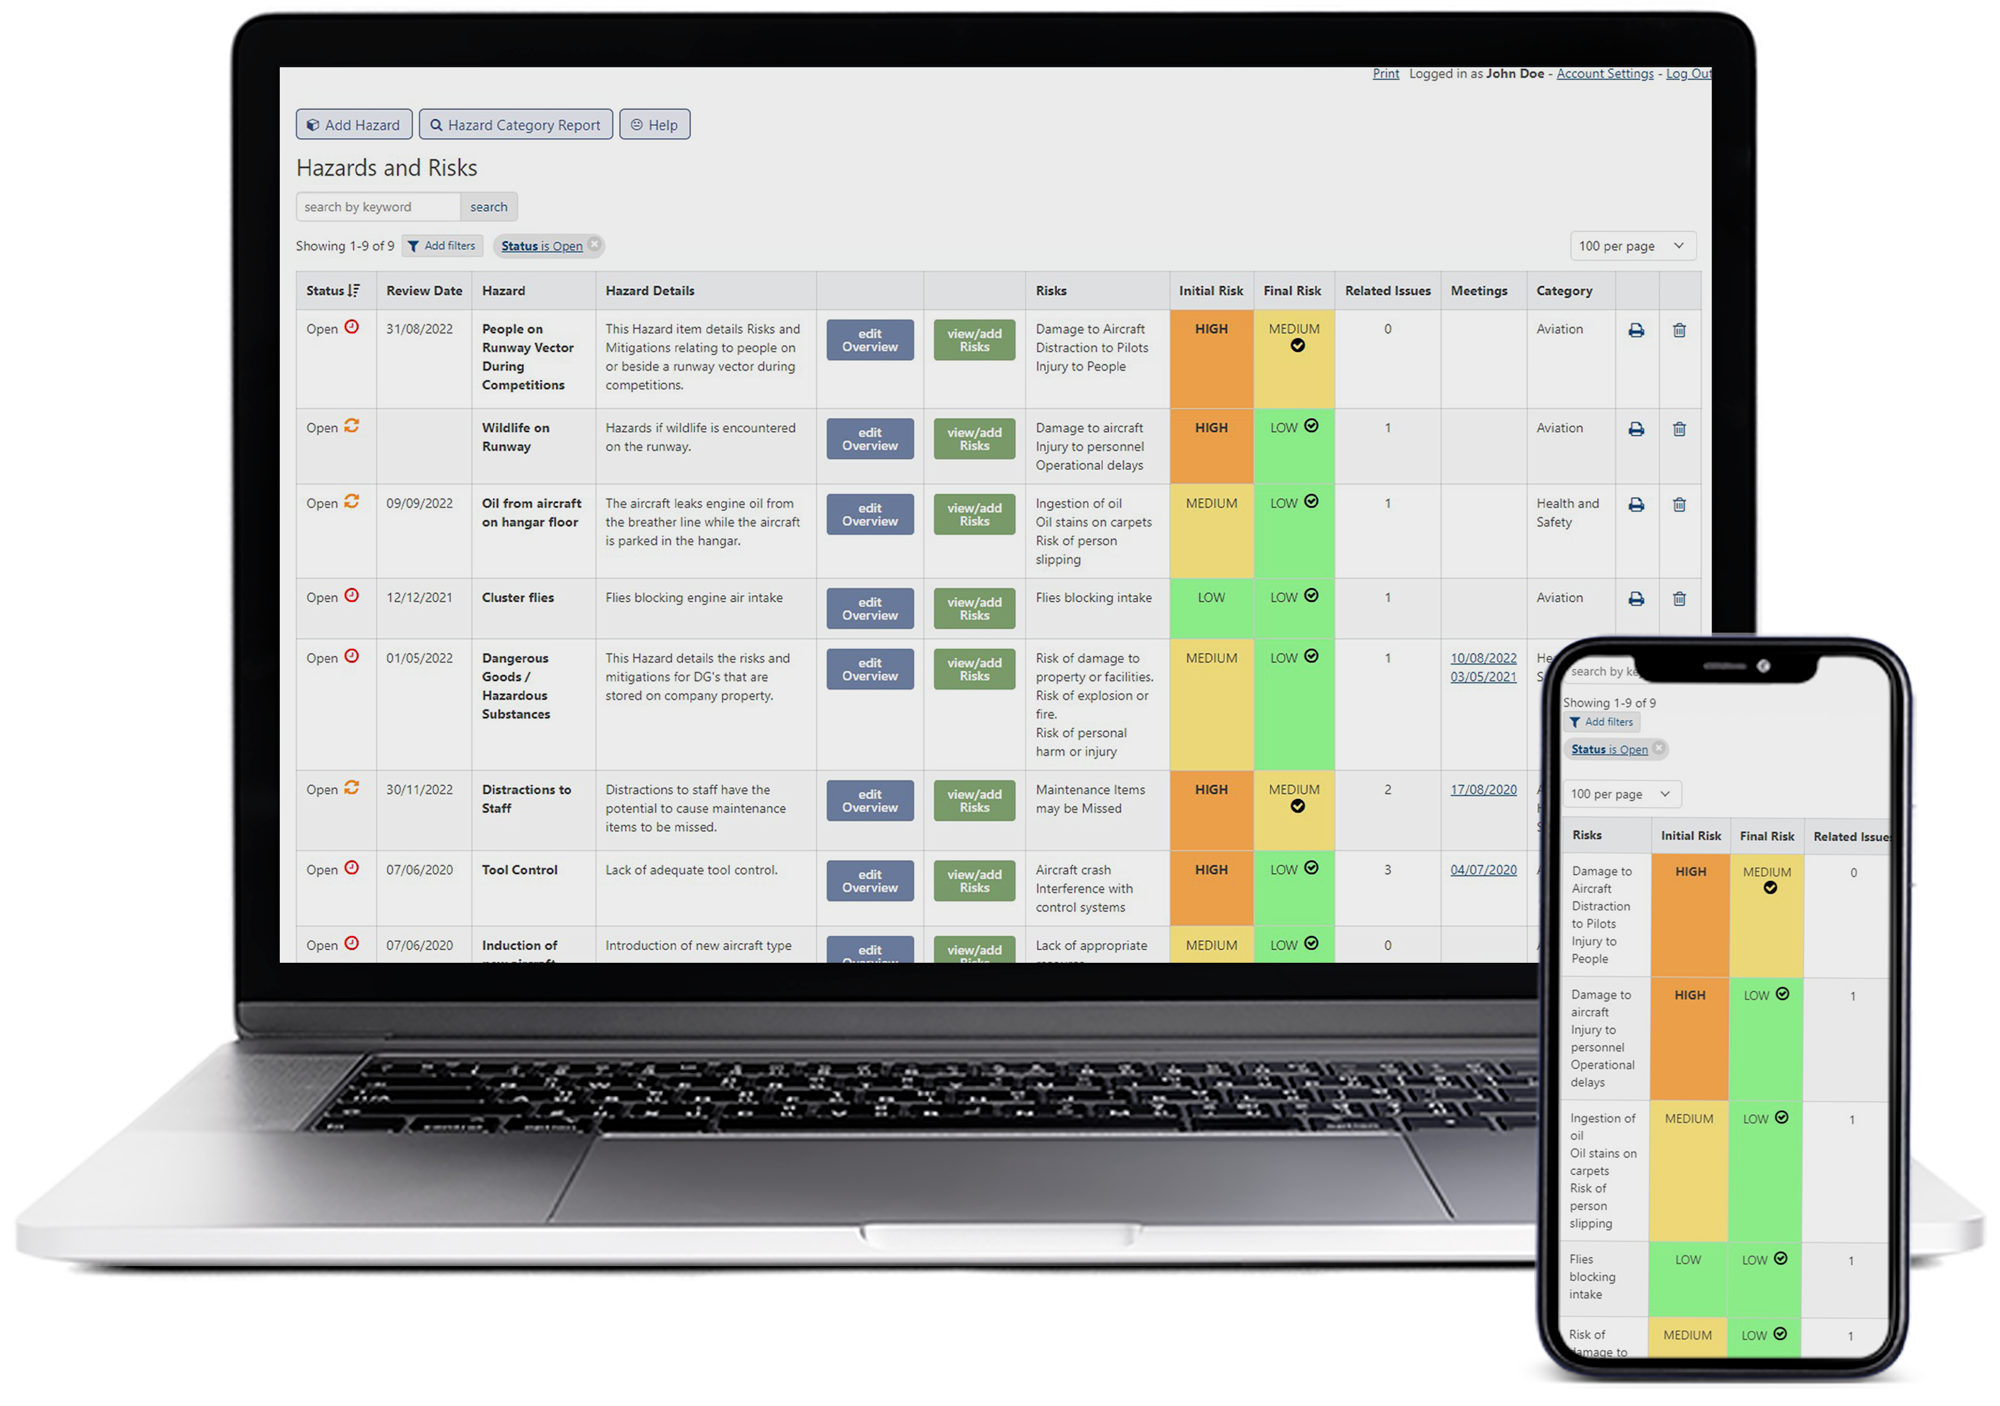 Print Logged in as John Doe - Account Settings - Log Out
Add Hazard Hazard Category Report Help
Hazards and Risks
search by keyword search
Showing 1-9 of 9 Add filters Status is Open 100 per page
Status Review Date Hazard Hazard Details Risks Initial Risk Final Risk Related Issues Meetings Category
Open 31/08/2022 People on This Hazard item details Risks and edit view/add Damage to Aircraft HIGH MEDIUM 0 Aviation
Runway Vector Mitigations relating to people on Overview Risks Distraction to Pilots
During or beside a runway vector during Injury to People
Competitions competitions.
Open Wildlife on Hazards if wildlife is encountered edit view/add Damage to aircraft HIGH LOW 1 Aviation
Runway on the runway. Overview Risks Injury to personnel
Operational delays
Open 09/09/2022 Oil from aircraft The aircraft leaks engine oil from edit view/add Ingestion of oil MEDIUM LOW 1 Health and
on hangar floor the breather line while the aircraft Overview Risks Oil stains on carpets Safety
is parked in the hangar. Risk of person
slipping
Open 12/12/2021 Cluster flies Flies blocking engine air intake edit view/add Flies blocking intake LOW LOW 1 Aviation
Overview Risks
Open 01/05/2022 Dangerous This Hazard details the risks and edit view/add Risk of damage to MEDIUM LOW 1 10/08/2022
Goods / mitigations for DG's that are Overview Risks property or facilities. 03/05/2021
Hazardous stored on company property. Risk of explosion or
Substances fire.
Risk of personal
harm or injury
Open 30/11/2022 Distractions to Distractions to staff have the edit view/add Maintenance Items HIGH MEDIUM 2 17/08/2020
Staff potential to cause maintenance Overview Risks may be Missed
items to be missed.
Open 07/06/2020 Tool Control Lack of adequate tool control. edit view/add Aircraft crash HIGH LOW 3 04/07/2020
Overview Risks Interference with
control systems
Open 07/06/2020 Induction of Introduction of new aircraft type edit view/add Lack of appropriate MEDIUM LOW 0
search by
Showing 1-9 of 9
Add filters
Status is Open
100 per page
Risks Initial Risk Final Risk Related Issues
Damage to HIGH MEDIUM 0
Aircraft
Distraction
to Pilots
Injury to
People
Damage to HIGH LOW 1
aircraft
Injury to
personnel
Operational
delays
Ingestion of MEDIUM LOW 1
oil
Oil stains on
carpets
Risk of
person
slipping
Flies LOW LOW 1
blocking
intake
Risk of MEDIUM LOW 1
damage to